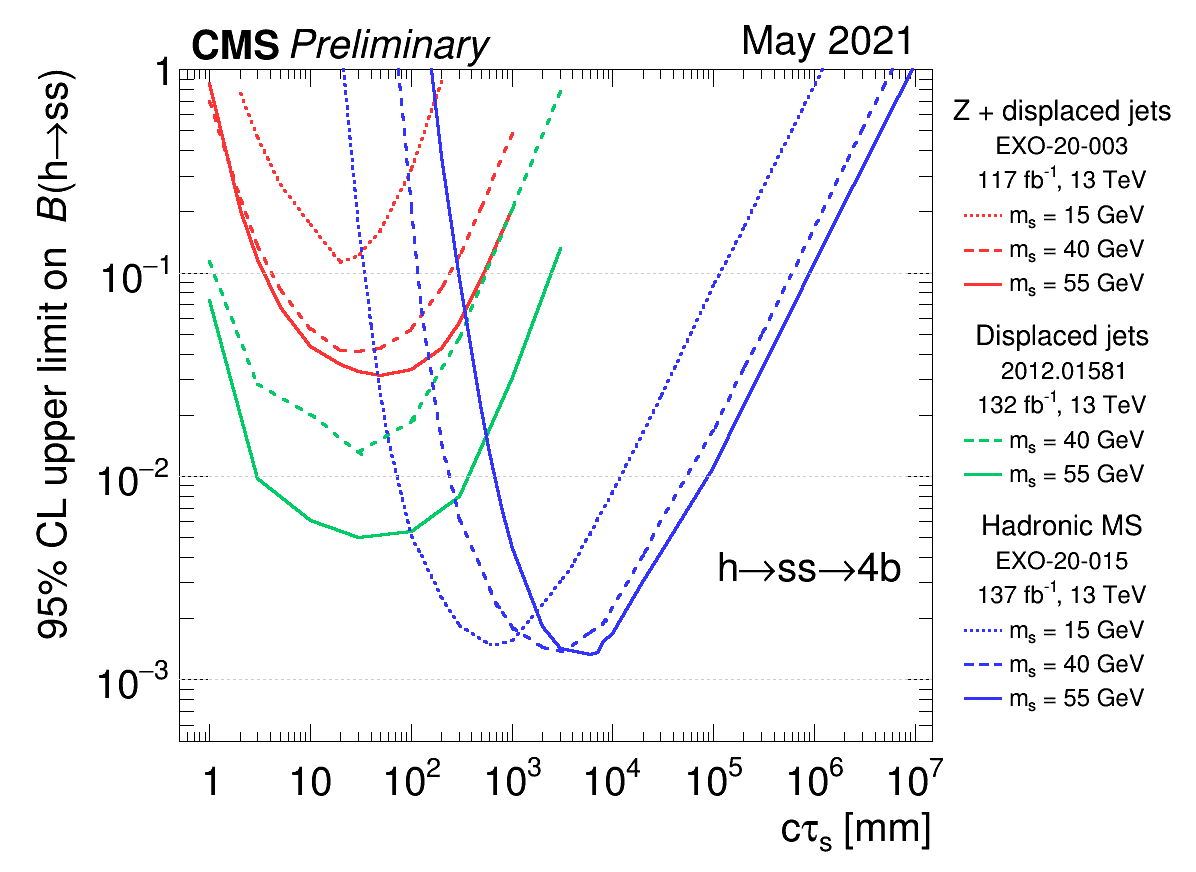 CMS Preliminary May 2021
95% CL upper limit on B(h→ss)
1
10⁻¹
10⁻²
10⁻³
h→ss→4b
1 10 10² 10³ 10⁴ 10⁵ 10⁶ 10⁷
cτₛ [mm]
Z + displaced jets
EXO-20-003
117 fb⁻¹, 13 TeV
mₛ = 15 GeV
mₛ = 40 GeV
mₛ = 55 GeV
Displaced jets
2012.01581
132 fb⁻¹, 13 TeV
mₛ = 40 GeV
mₛ = 55 GeV
Hadronic MS
EXO-20-015
137 fb⁻¹, 13 TeV
mₛ = 15 GeV
mₛ = 40 GeV
mₛ = 55 GeV